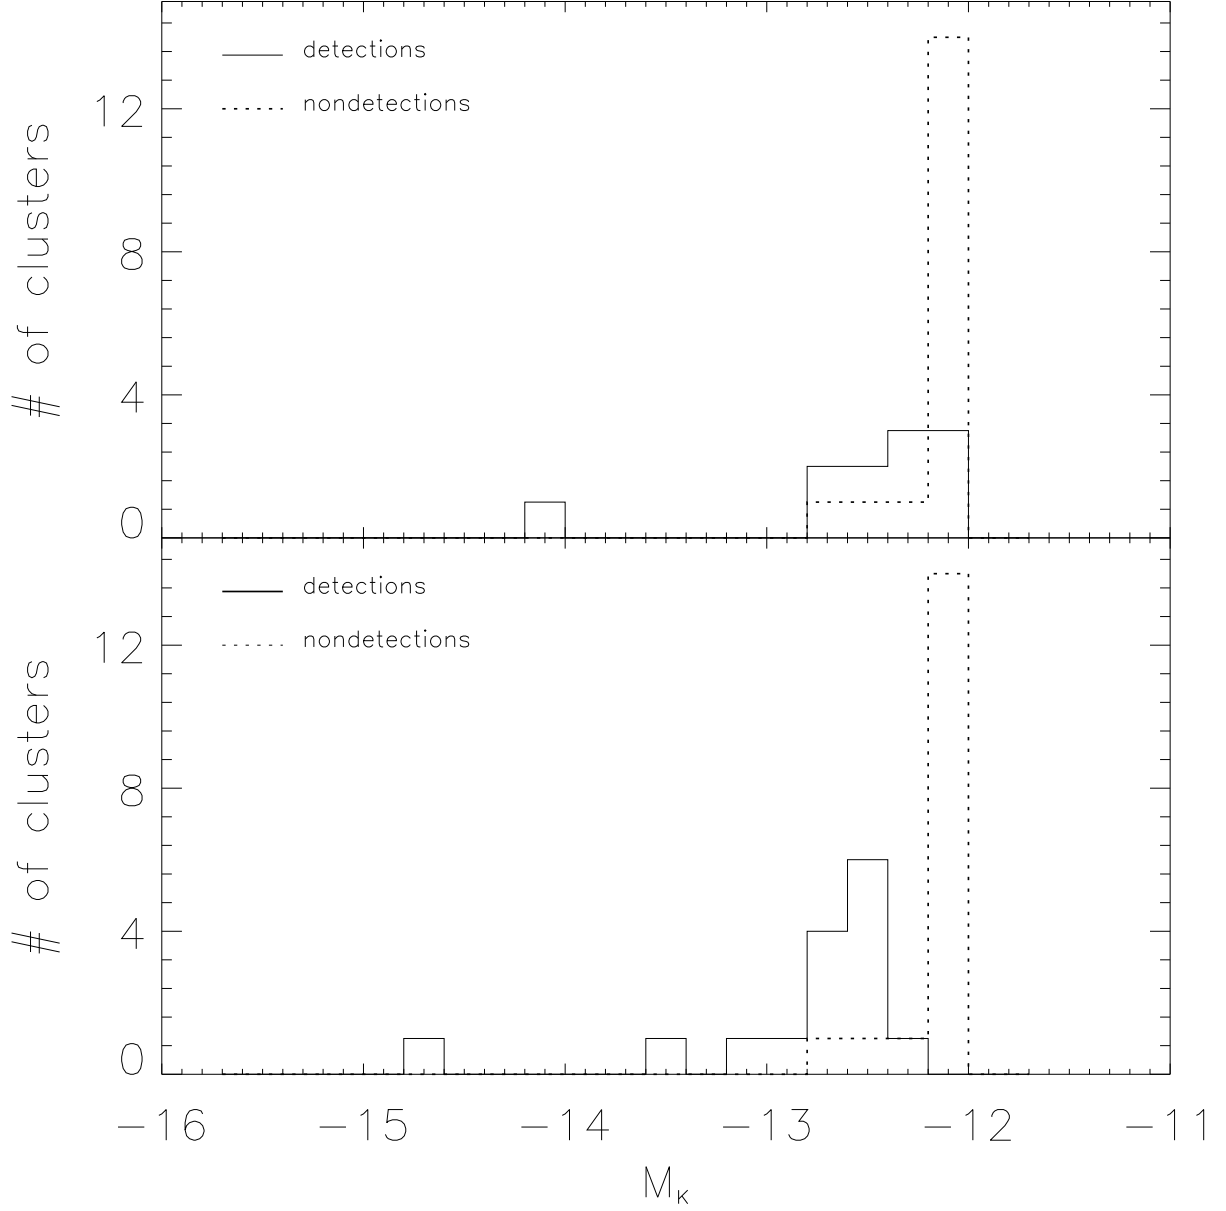 detections
nondetections
12
8
4
0
# of clusters
detections
nondetections
12
8
4
0
# of clusters
-16 -15 -14 -13 -12 -11
M_K